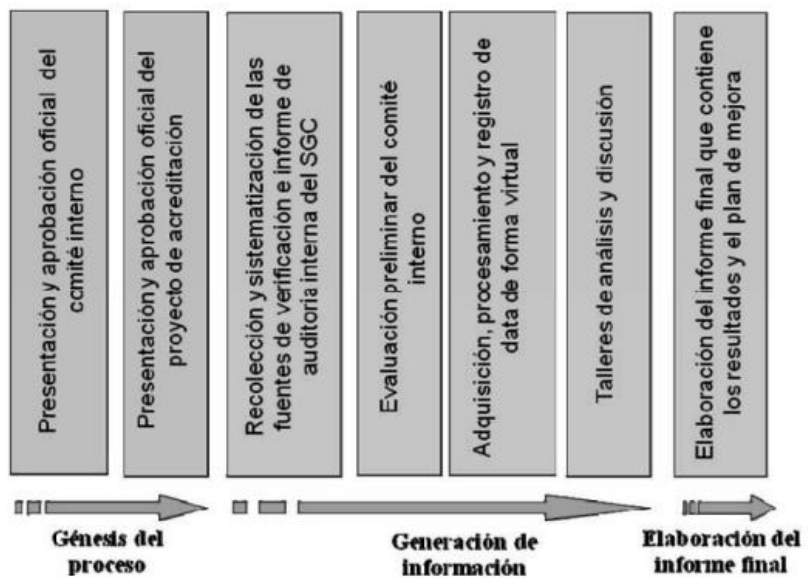 Presentación y aprobación oficial del
ccmité interno
Presentación y aprobación oficial del
proyecto de acreditación
Recolección y sistematización de las
fuentes de verificación e informe de
auditoria interna del SGC
Evaluación preliminar del comité
interno
Adquisición, procesamiento y registro de
data de forma virtual
Talleres de análisis y discusión
Elaboración del informe final que contiene
los resultados y el plan de mejora
Génesis del
proceso
Generación de
información
Elaboración del
informe final